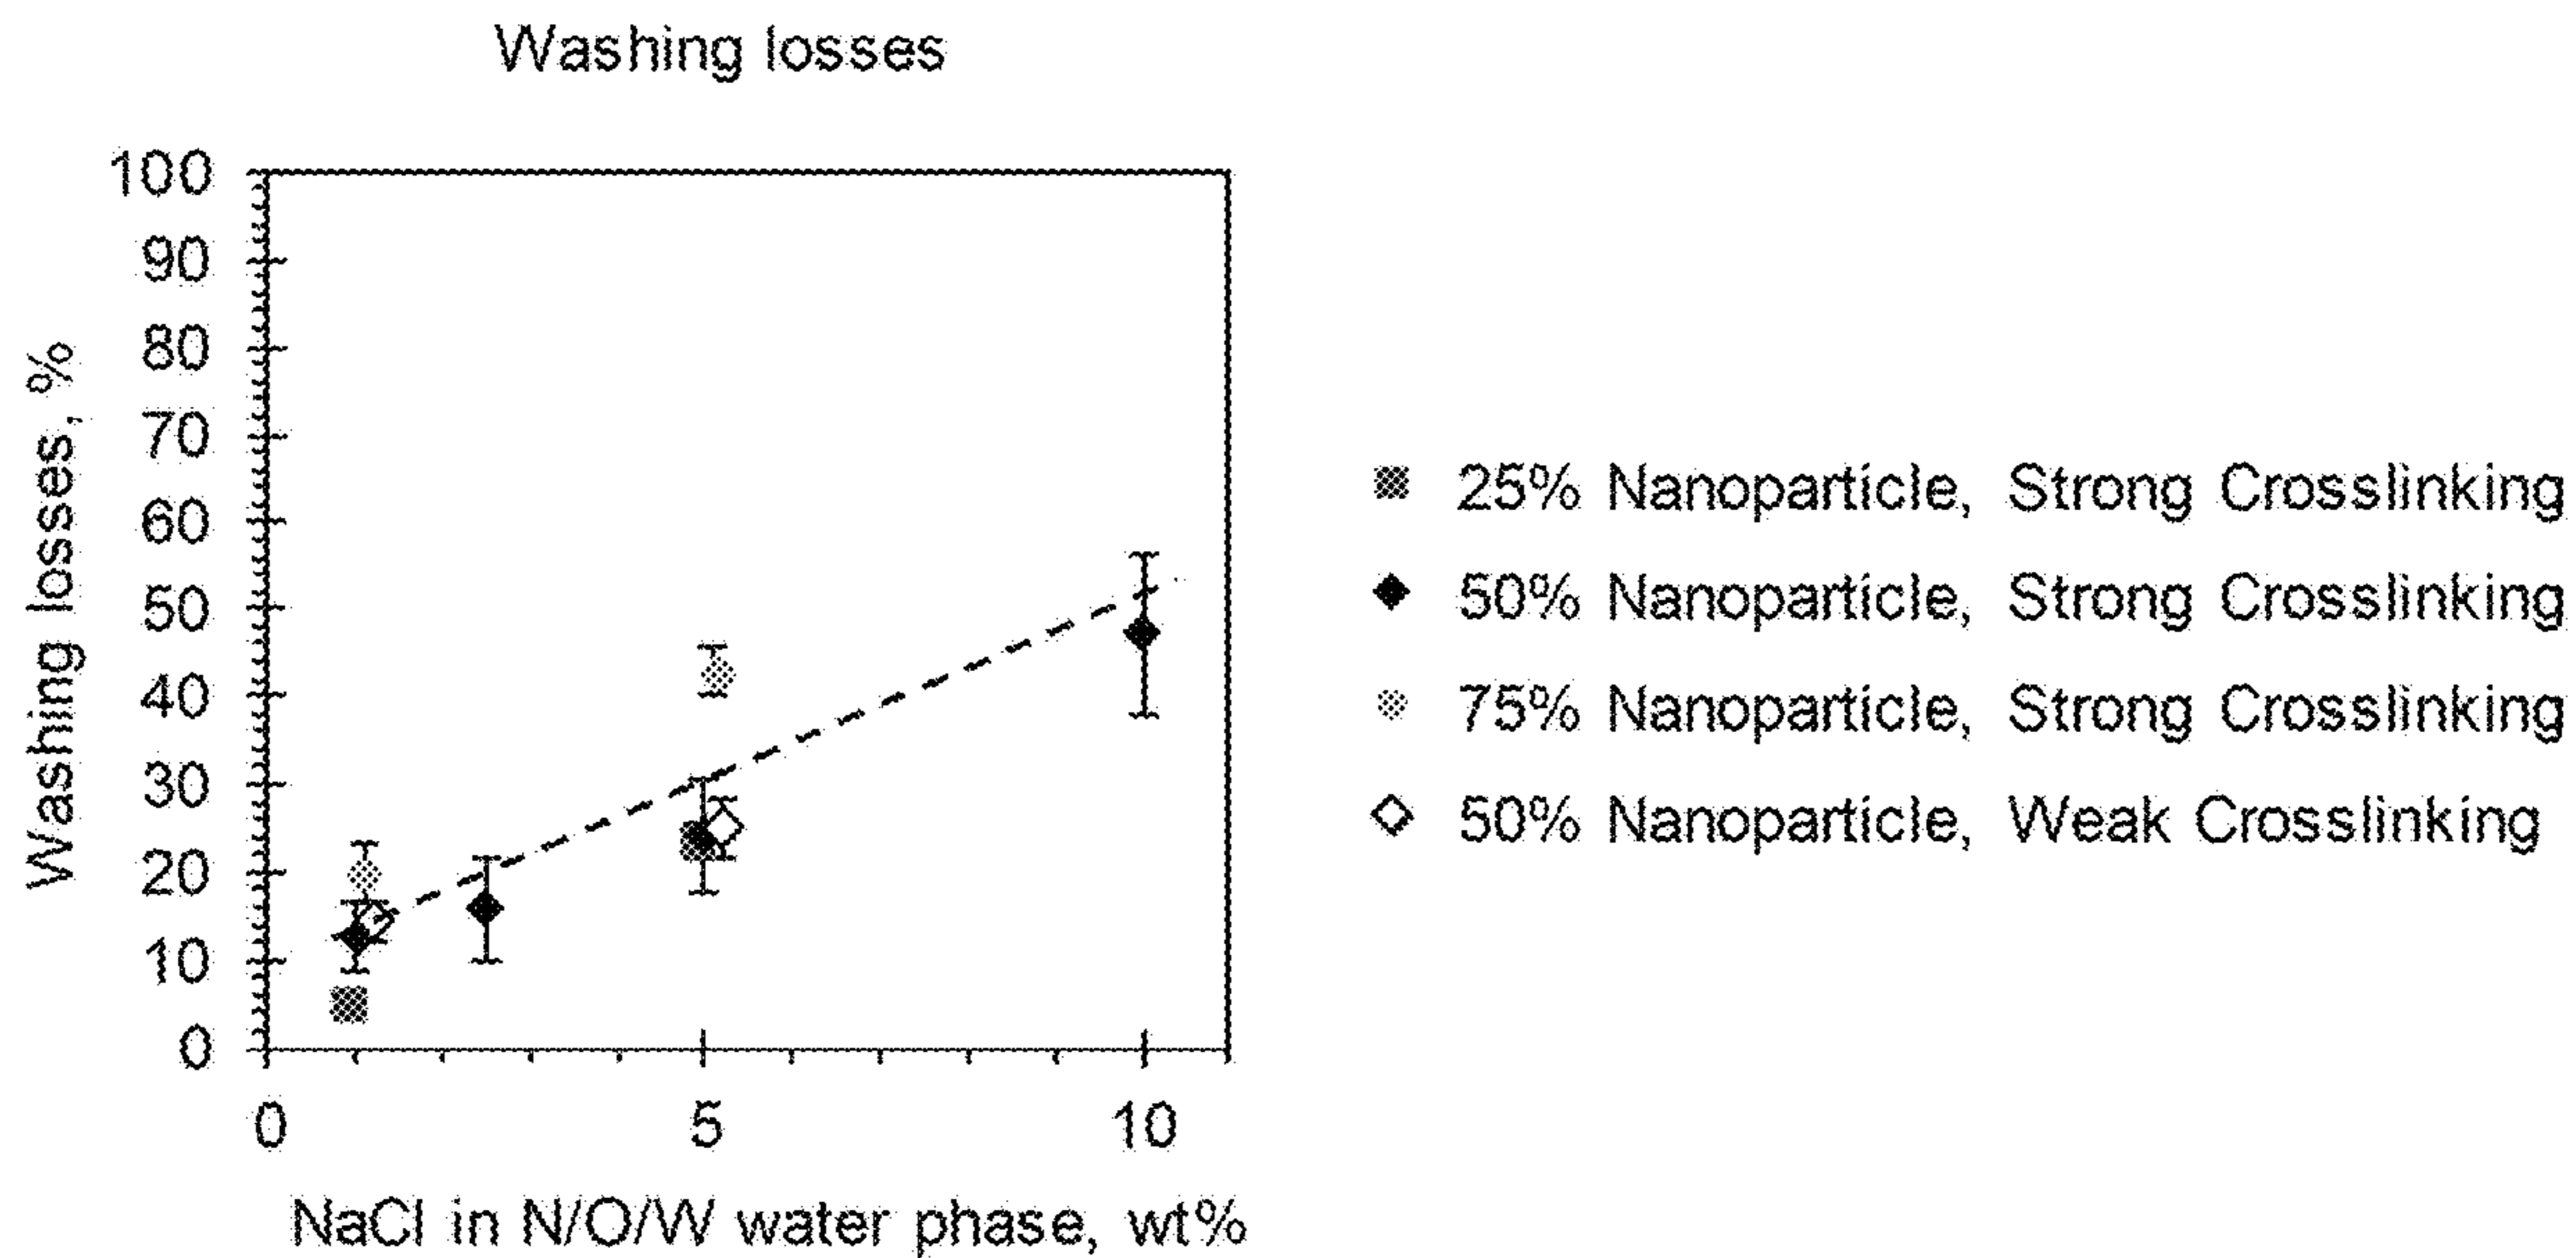 Washing losses
Washing losses, %
100
90
80
70
60
50
40
30
20
10
0
0 5 10
NaCl in N/O/W water phase, wt%
25% Nanoparticle, Strong Crosslinking
50% Nanoparticle, Strong Crosslinking
75% Nanoparticle, Strong Crosslinking
50% Nanoparticle, Weak Crosslinking